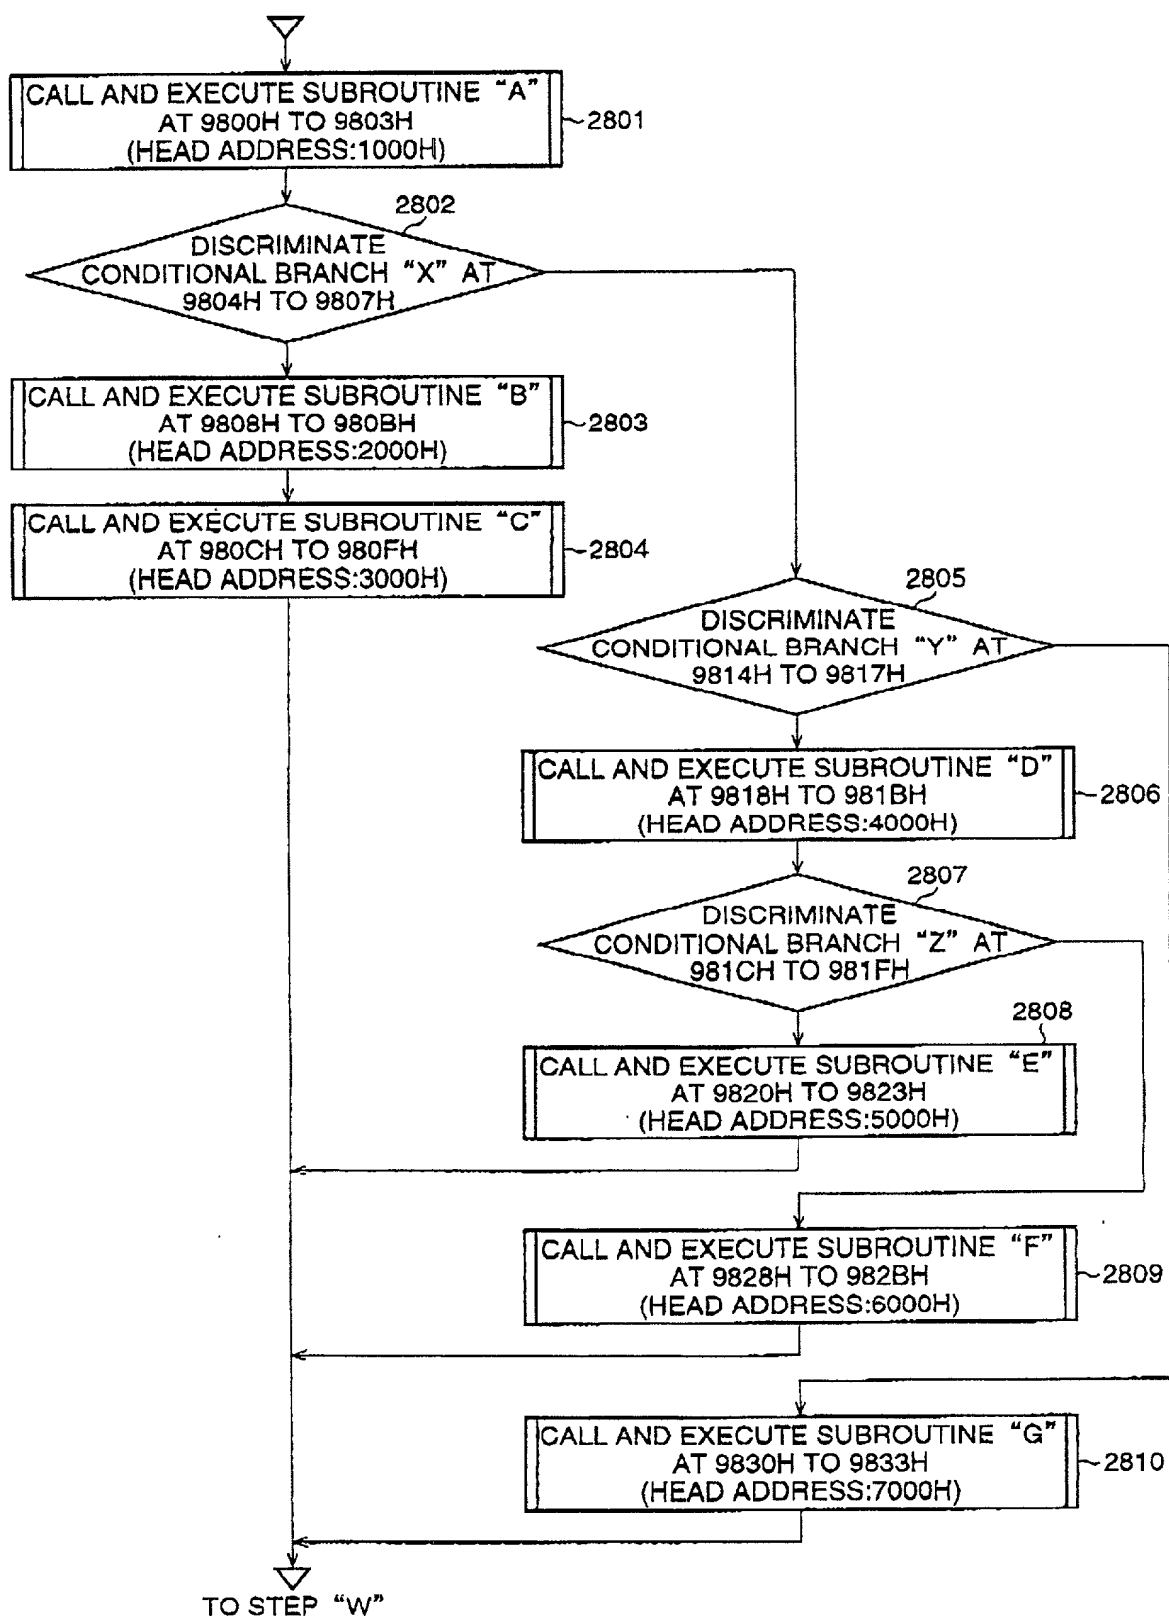 CALL AND EXECUTE SUBROUTINE "A"
AT 9800H TO 9803H
(HEAD ADDRESS:1000H)
2801
2802
DISCRIMINATE
CONDITIONAL BRANCH "X" AT
9804H TO 9807H
CALL AND EXECUTE SUBROUTINE "B"
AT 9808H TO 980BH
(HEAD ADDRESS:2000H)
2803
CALL AND EXECUTE SUBROUTINE "C"
AT 980CH TO 980FH
(HEAD ADDRESS:3000H)
2804
2805
DISCRIMINATE
CONDITIONAL BRANCH "Y" AT
9814H TO 9817H
CALL AND EXECUTE SUBROUTINE "D"
AT 9818H TO 981BH
(HEAD ADDRESS:4000H)
2806
2807
DISCRIMINATE
CONDITIONAL BRANCH "Z" AT
981CH TO 981FH
2808
CALL AND EXECUTE SUBROUTINE "E"
AT 9820H TO 9823H
(HEAD ADDRESS:5000H)
CALL AND EXECUTE SUBROUTINE "F"
AT 9828H TO 982BH
(HEAD ADDRESS:6000H)
2809
CALL AND EXECUTE SUBROUTINE "G"
AT 9830H TO 9833H
(HEAD ADDRESS:7000H)
2810
TO STEP "W"